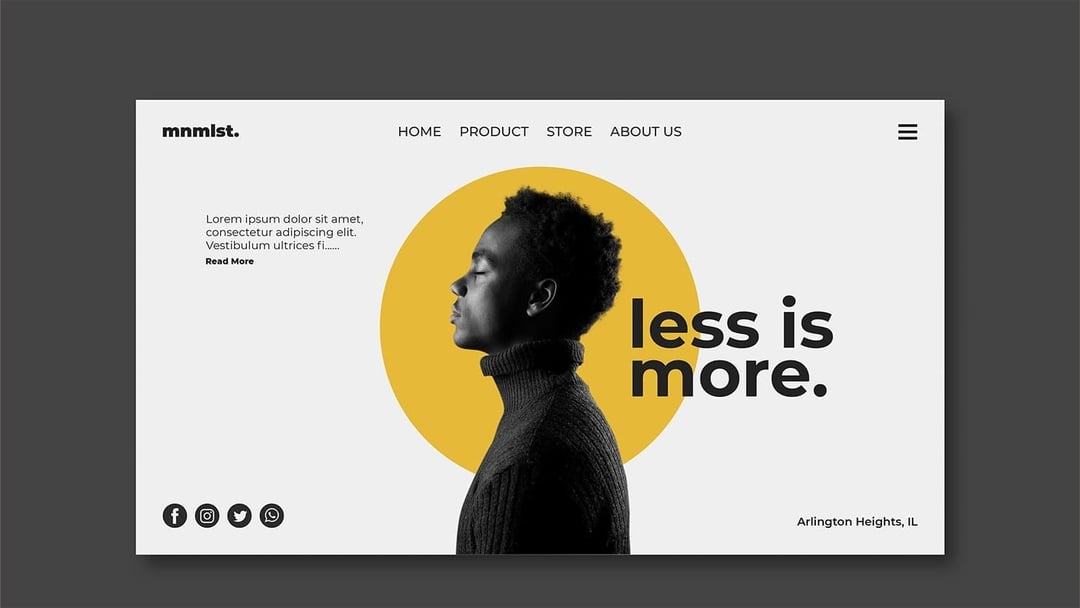 mnmlst.
HOME PRODUCT STORE ABOUT US
Lorem ipsum dolor sit amet,
consectetur adipiscing elit.
Vestibulum ultrices fi......
Read More
less is
more.
Arlington Heights, IL